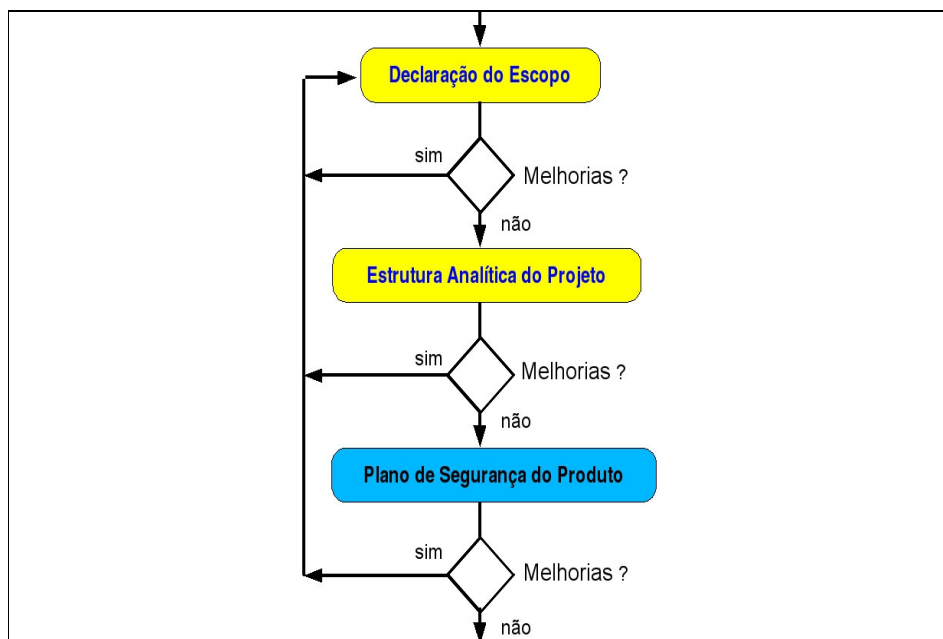 Declaração do Escopo
sim
Melhorias ?
não
Estrutura Analítica do Projeto
sim
Melhorias ?
não
Plano de Segurança do Produto
sim
Melhorias ?
não